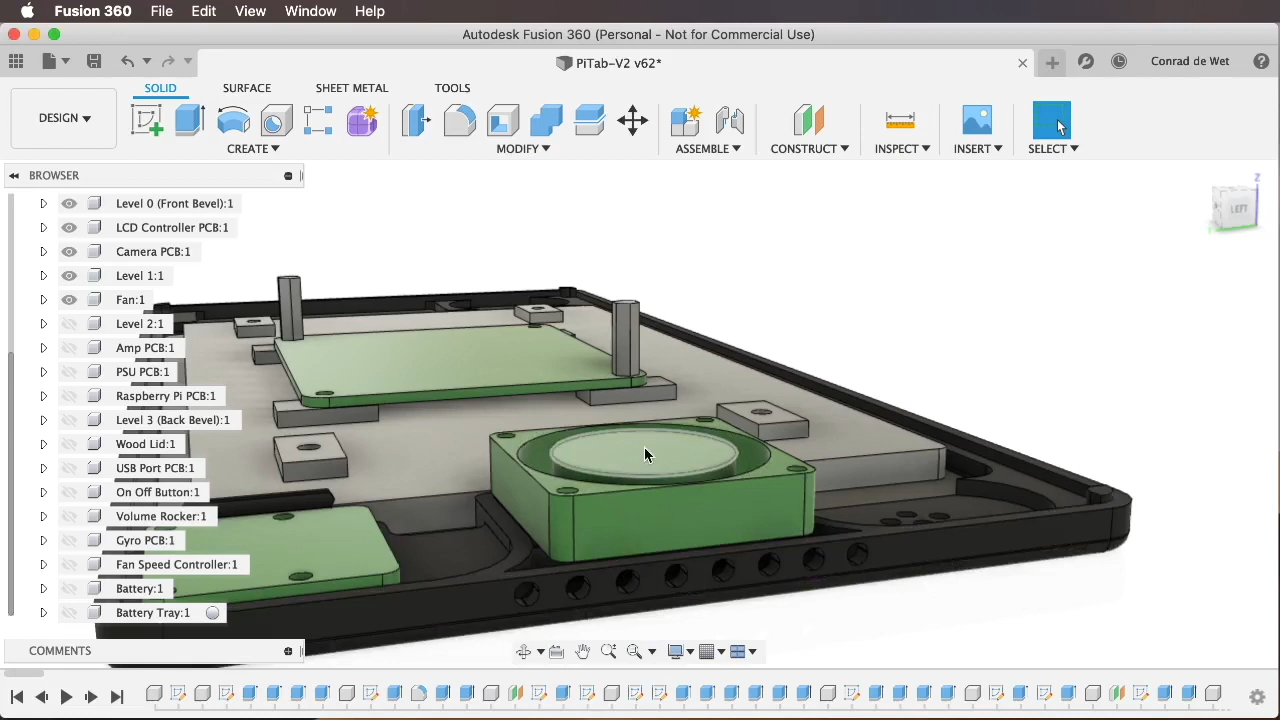 Fusion 360 File Edit View Window Help
Autodesk Fusion 360 (Personal - Not for Commercial Use)
PiTab-V2 v62*
Conrad de Wet
SOLID SURFACE SHEET METAL TOOLS
DESIGN
CREATE MODIFY ASSEMBLE CONSTRUCT INSPECT INSERT SELECT
BROWSER
Z
LEFT
Level 0 (Front Bevel):1
LCD Controller PCB:1
Camera PCB:1
Level 1:1
Fan:1
Level 2:1
Amp PCB:1
PSU PCB:1
Raspberry Pi PCB:1
Level 3 (Back Bevel):1
Wood Lid:1
USB Port PCB:1
On Off Button:1
Volume Rocker:1
Gyro PCB:1
Fan Speed Controller:1
Battery:1
Battery Tray:1
COMMENTS